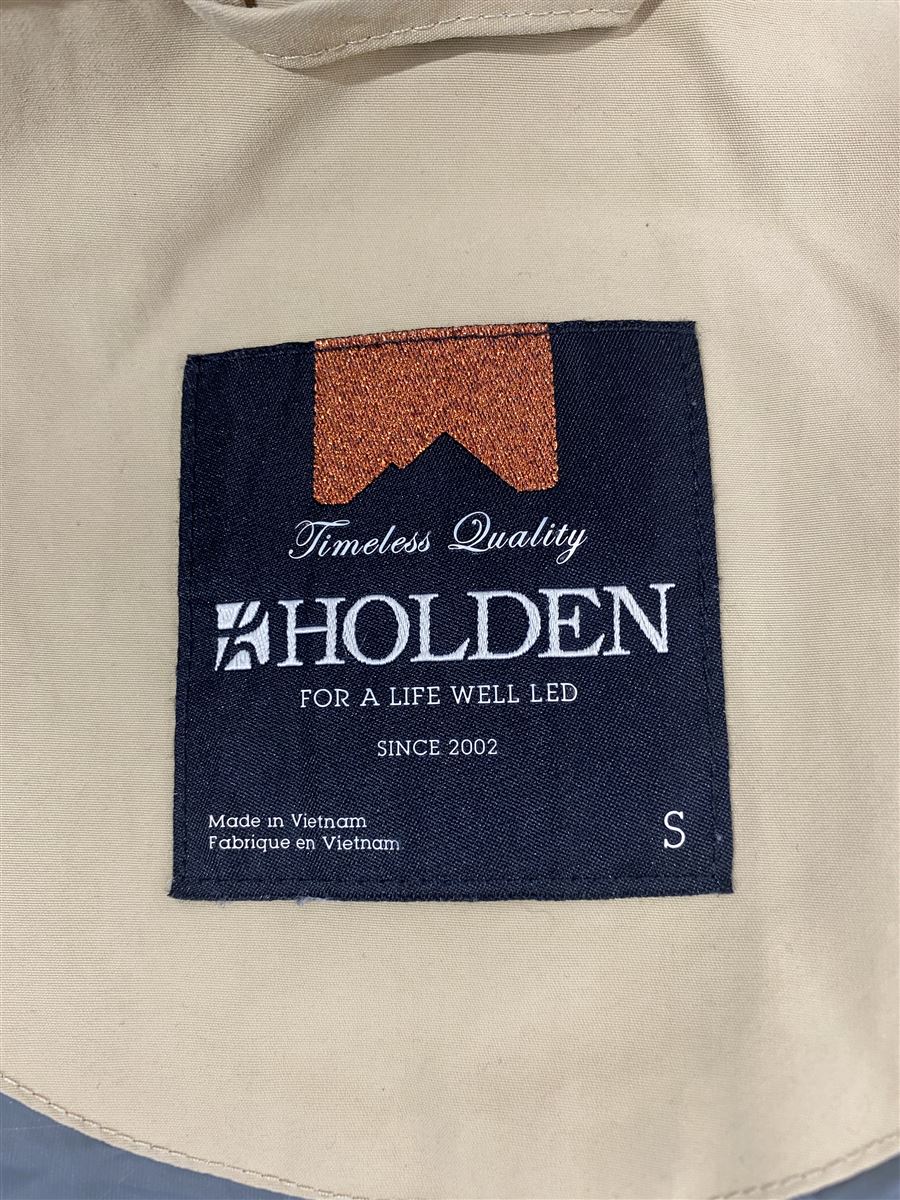 Timeless Quality
HOLDEN
FOR A LIFE WELL LED
SINCE 2002
Made in Vietnam
Fabrique en Vietnam
S